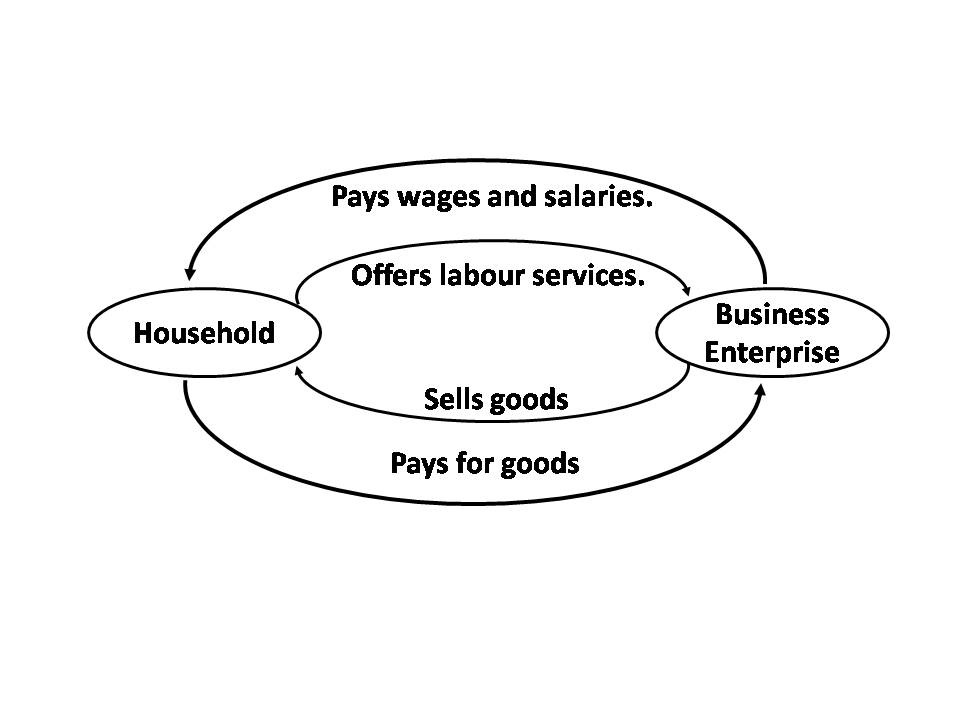 Pays wages and salaries.
Offers labour services.
Household
Business
Enterprise
Sells goods
Pays for goods